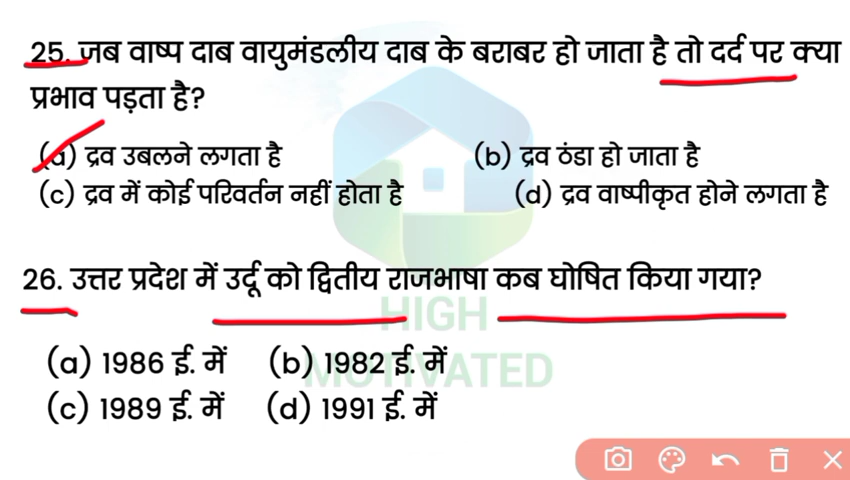 25. जब वाष्प दाब वायुमंडलीय दाब के बराबर हो जाता है तो दर्द पर क्या
प्रभाव पड़ता है?
(a) द्रव उबलने लगता है (b) द्रव ठंडा हो जाता है
(c) द्रव में कोई परिवर्तन नहीं होता है (d) द्रव वाष्पीकृत होने लगता है
26. उत्तर प्रदेश में उर्दू को द्वितीय राजभाषा कब घोषित किया गया?
HIGH
(a) 1986 ई. में (b) 1982 ई. में
MOTIVATED
(c) 1989 ई. में (d) 1991 ई. में